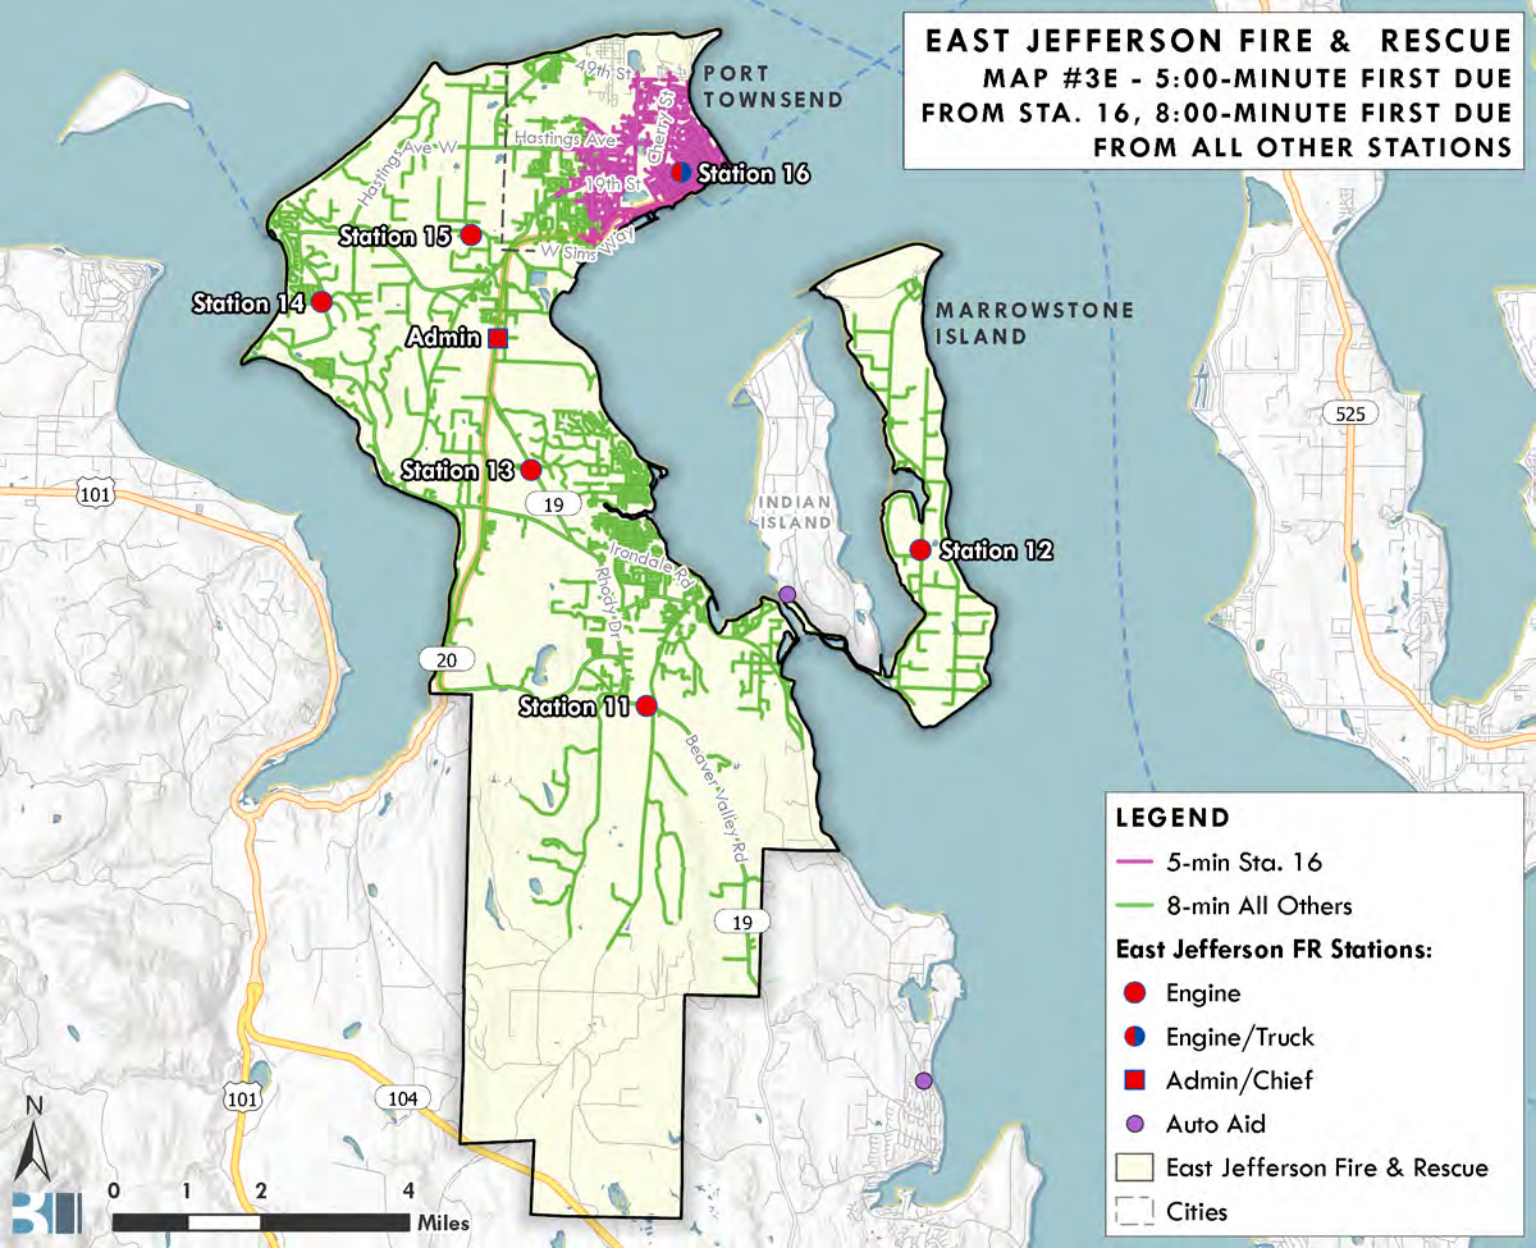 EAST JEFFERSON FIRE & RESCUE
MAP #3E - 5:00-MINUTE FIRST DUE
FROM STA. 16, 8:00-MINUTE FIRST DUE
FROM ALL OTHER STATIONS
PORT
TOWNSEND
49th St
Cherry St
Hastings Ave
Hastings Ave W
Station 16
19th St
Station 15
W Sims Way
Station 14
Admin
MARROWSTONE
ISLAND
525
Station 13
101
19
INDIAN
ISLAND
Irondale Rd
Station 12
Rhody Dr
20
Station 11
Beaver Valley Rd
19
101
104
LEGEND
5-min Sta. 16
8-min All Others
East Jefferson FR Stations:
Engine
Engine/Truck
Admin/Chief
Auto Aid
East Jefferson Fire & Rescue
Cities
N
0 1 2 4
Miles